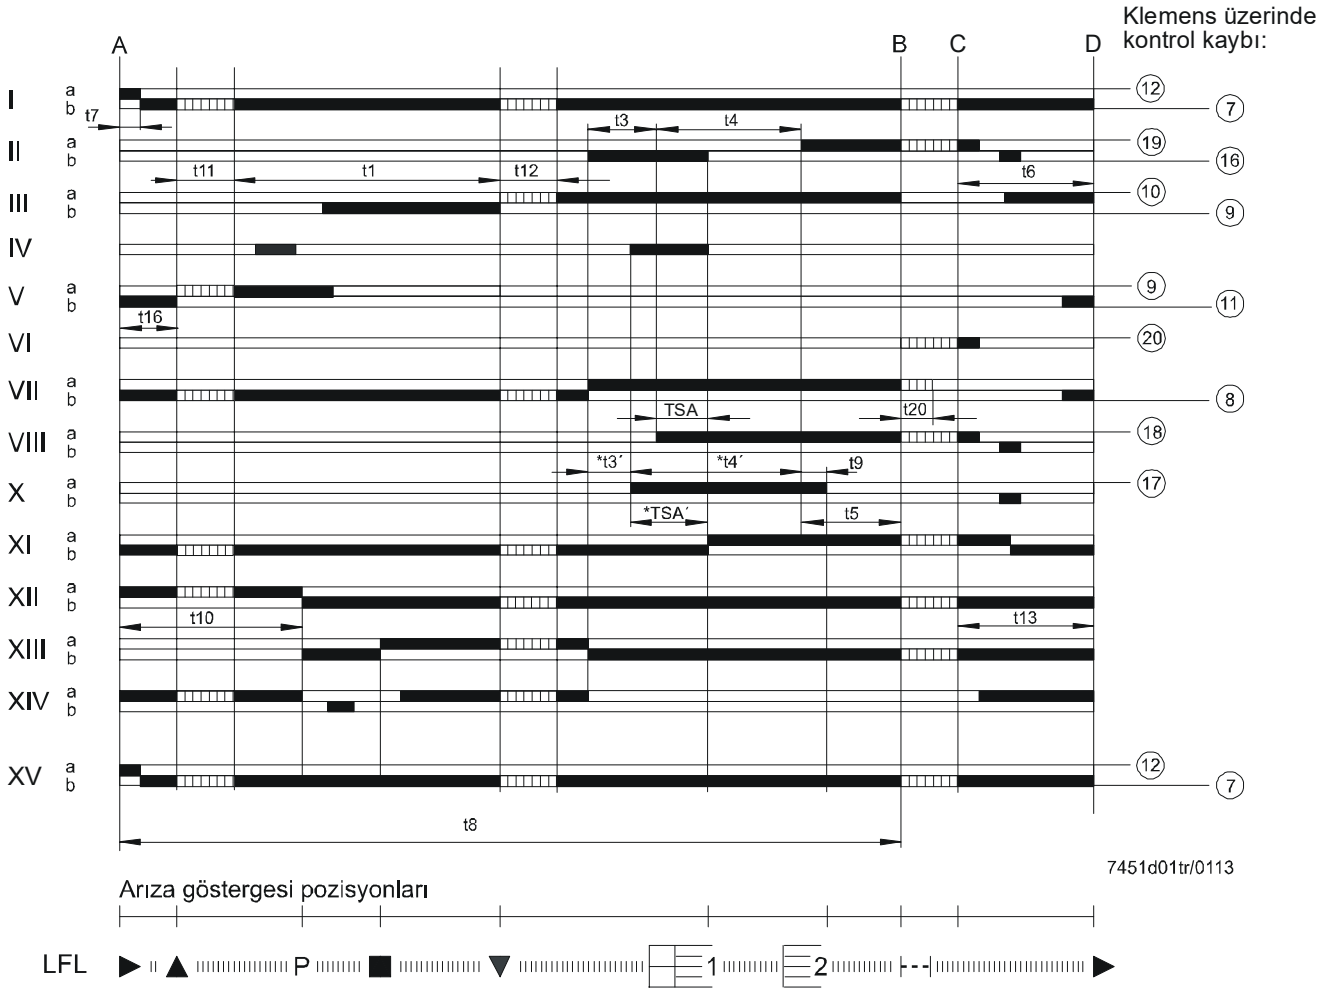 Klemens üzerinde
kontrol kaybı:
A B C D
I a 12
b 7
t7
t3 t4
II a 19
b 16
t11 t1 t12 t6
III a 10
b 9
IV
V a 9
b 11
t16
VI 20
VII a
b 8
TSA t20
VIII a 18
b
*t3´ *t4´ t9
X a 17
b
*TSA´ t5
XI a
b
XII a
b
t10 t13
XIII a
b
XIV a
b
XV a 12
b 7
t8
7451d01tr/0113
Arıza göstergesi pozisyonları
LFL P 1 2